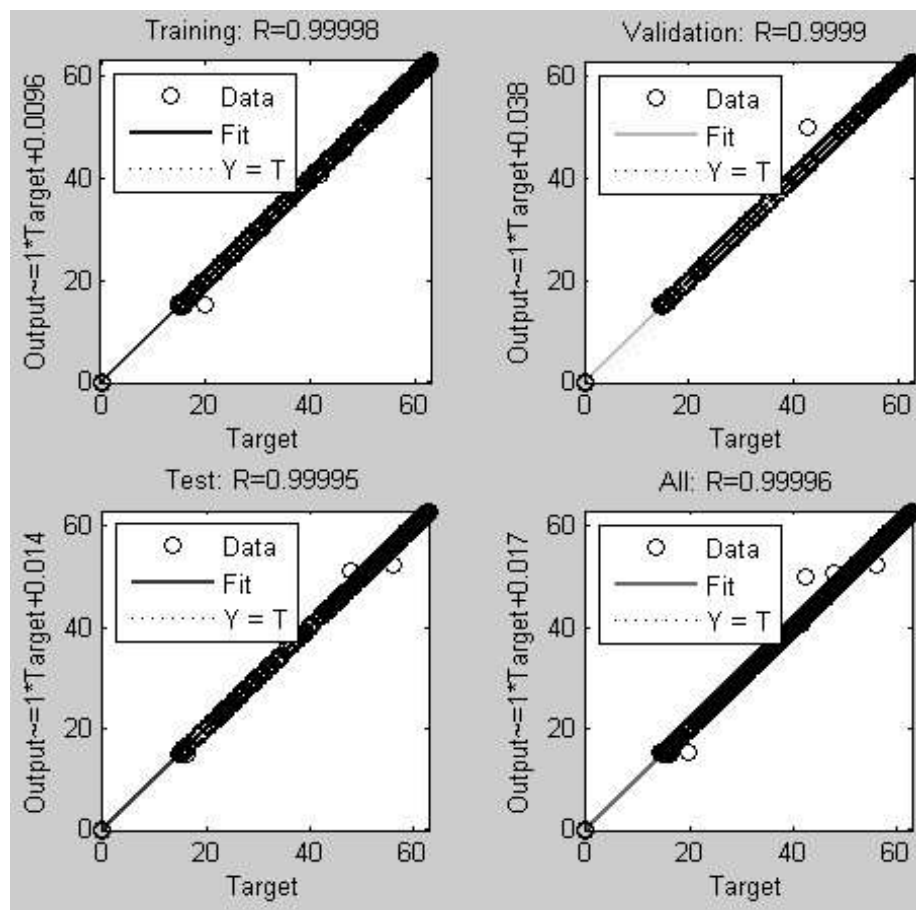 Training: R=0.99998
Output~=1*Target+0.0096
60
40
20
0
Data
Fit
Y = T
0 20 40 60
Target
Validation: R=0.9999
Output~=1*Target+0.038
60
40
20
0
Data
Fit
Y = T
0 20 40 60
Target
Test: R=0.99995
Output~=1*Target+0.014
60
40
20
0
Data
Fit
Y = T
0 20 40 60
Target
All: R=0.99996
Output~=1*Target+0.017
60
40
20
0
Data
Fit
Y = T
0 20 40 60
Target